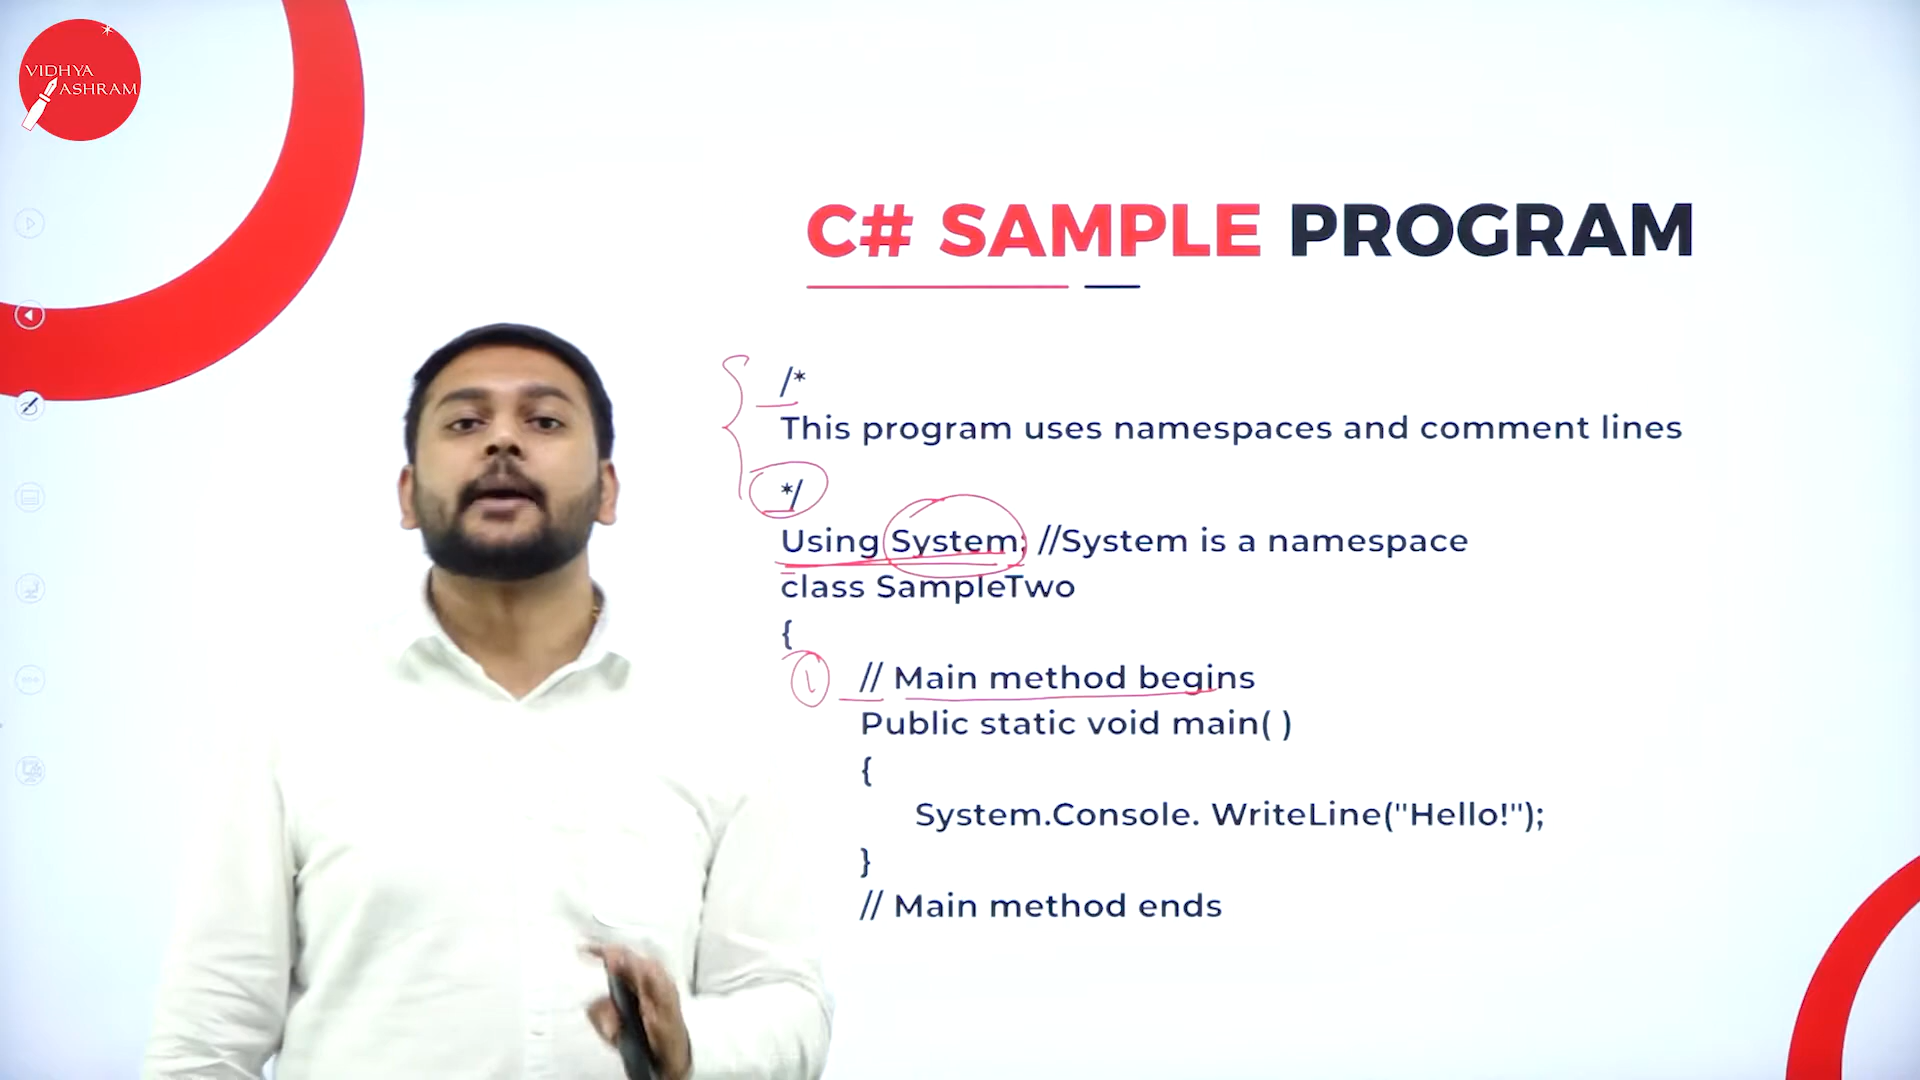 VIDHYA
ASHRAM
C# SAMPLE PROGRAM
/*
This program uses namespaces and comment lines
*/
Using System; //System is a namespace
class SampleTwo
{
1
// Main method begins
Public static void main( )
{
System.Console. WriteLine("Hello!");
}
// Main method ends